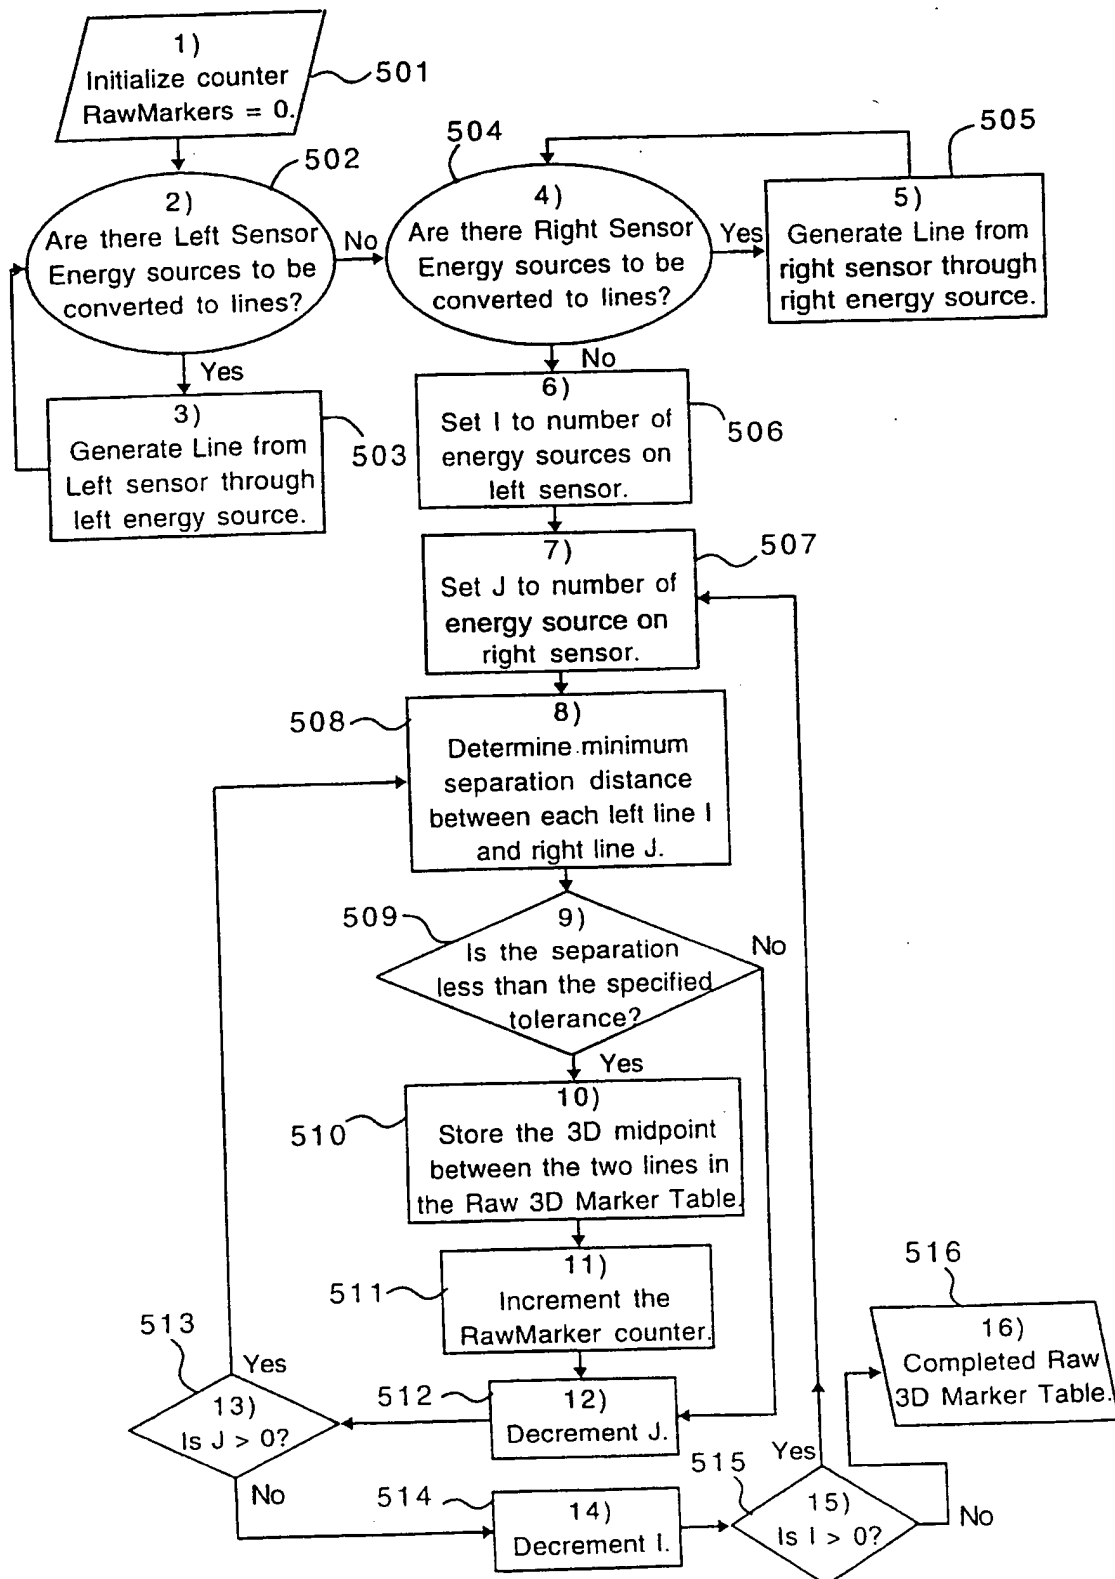 1)
Initialize counter
RawMarkers = 0.
501
502
2)
Are there Left Sensor
Energy sources to be
converted to lines?
No
Yes
3)
Generate Line from
Left sensor through
left energy source.
503
504
4)
Are there Right Sensor
Energy sources to be
converted to lines?
Yes
No
505
5)
Generate Line from
right sensor through
right energy source.
6)
Set I to number of
energy sources on
left sensor.
506
7)
Set J to number of
energy source on
right sensor.
507
508
8)
Determine minimum
separation distance
between each left line I
and right line J.
509
9)
Is the separation
less than the specified
tolerance?
No
Yes
510
10)
Store the 3D midpoint
between the two lines in
the Raw 3D Marker Table.
511
11)
Increment the
RawMarker counter.
512
12)
Decrement J.
513
Yes
13)
Is J > 0?
No
514
14)
Decrement I.
515
Yes
15)
Is I > 0?
No
516
16)
Completed Raw
3D Marker Table.